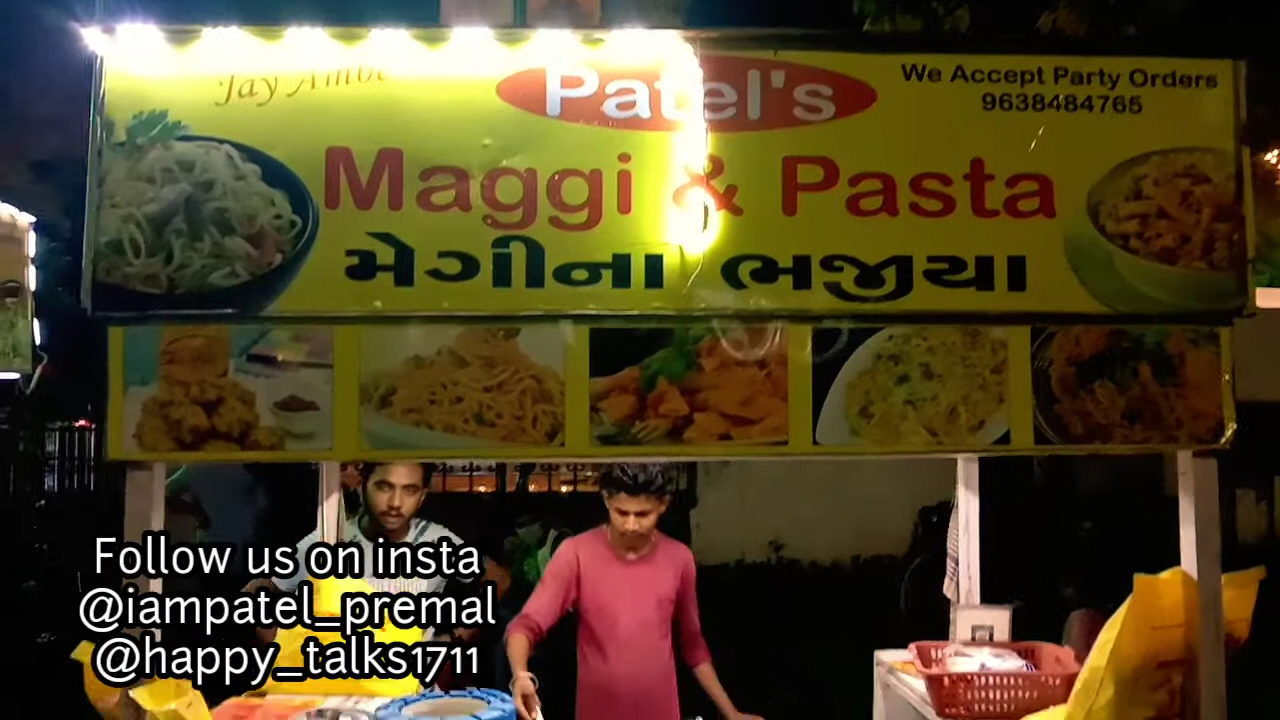 Jay Ambe
Patel's
We Accept Party Orders
9638484765
Maggi & Pasta
મેગીના ભજીયા
Follow us on insta
@iampatel_premal
@happy_talks1711